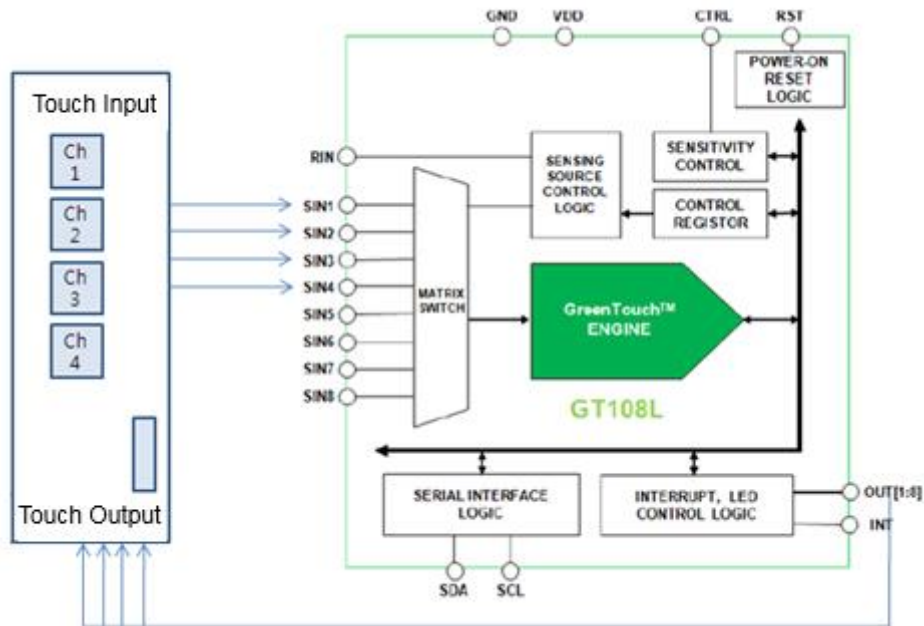 GND
VDD
CTRL
RST
POWER-ON
RESET
LOGIC
Touch Input
Ch
1
Ch
2
Ch
3
Ch
4
Touch Output
RIN
SIN1
SIN2
SIN3
SIN4
SIN5
SIN6
SIN7
SIN8
MATRIX
SWITCH
SENSING
SOURCE
CONTROL
LOGIC
SENSITIVITY
CONTROL
CONTROL
REGISTOR
GreenTouch™
ENGINE
GT108L
SERIAL INTERFACE
LOGIC
INTERRUPT, LED
CONTROL LOGIC
OUT[1:8]
INT
SDA
SCL